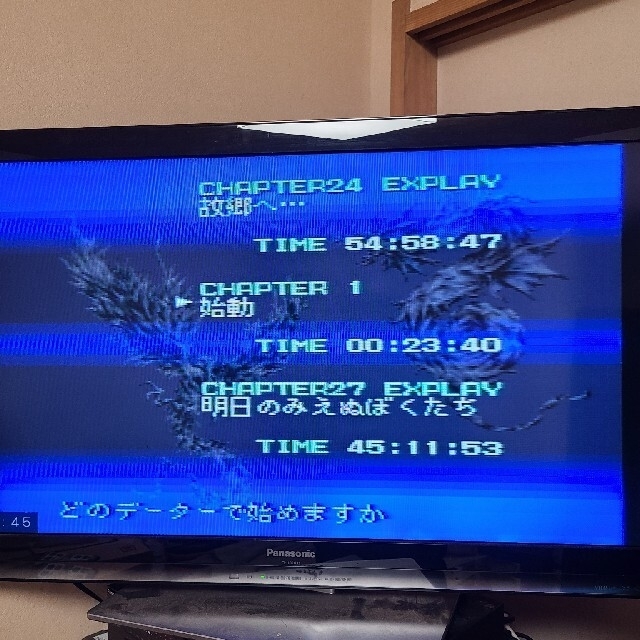 CHAPTER24 EXPLAY
故郷へ…
TIME 54:58:47
CHAPTER 1
始動
TIME 00:23:40
CHAPTER27 EXPLAY
明日のみえぬぼくたち
TIME 45:11:53
どのデーターで始めますか
:45
Panasonic